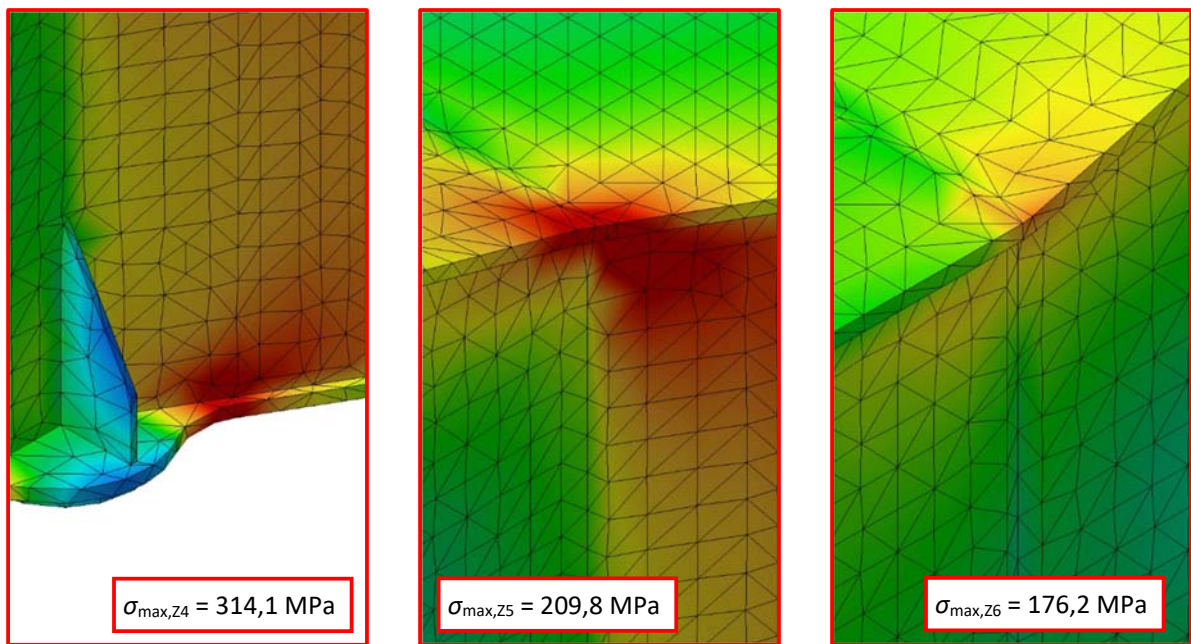 σmax,Z4 = 314,1 MPa
σmax,Z5 = 209,8 MPa
σmax,Z6 = 176,2 MPa